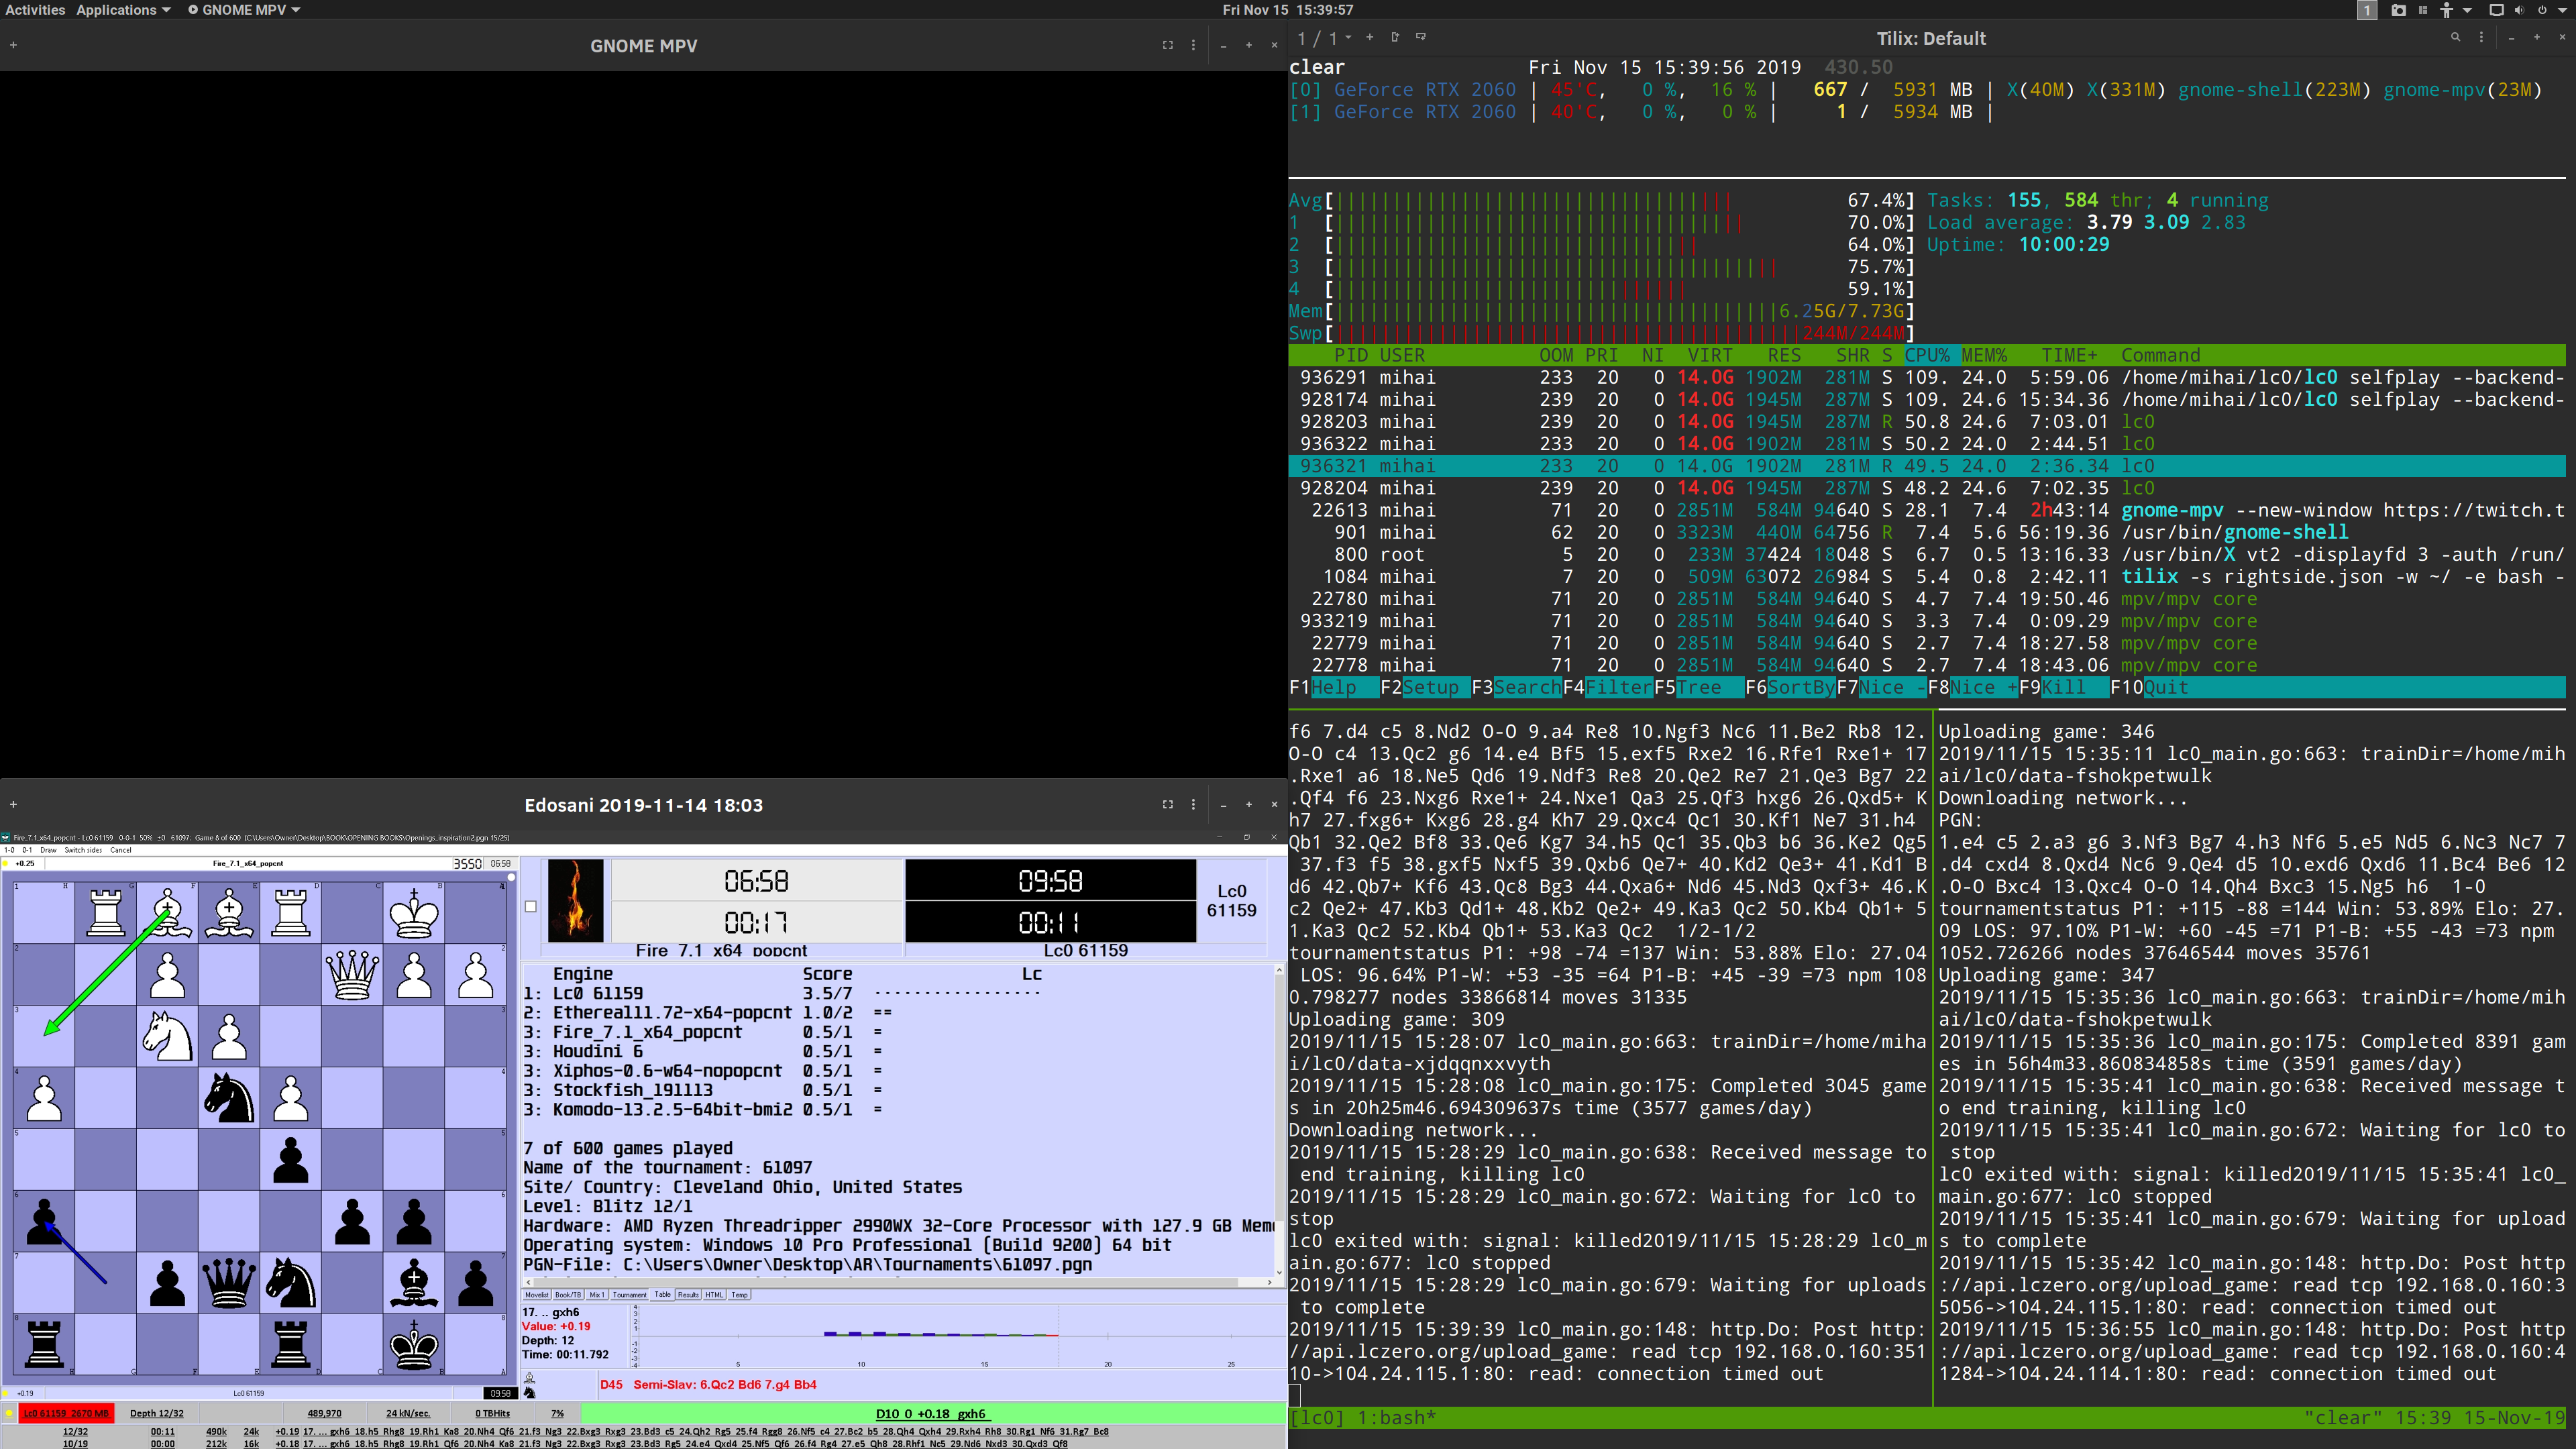 Activities Applications GNOME MPV Fri Nov 15 15:39:57 1
GNOME MPV
1 / 1 Tilix: Default
clear Fri Nov 15 15:39:56 2019 430.50
[0] GeForce RTX 2060 | 45'C, 0 %, 16 % | 667 / 5931 MB | X(40M) X(331M) gnome-shell(223M) gnome-mpv(23M)
[1] GeForce RTX 2060 | 40'C, 0 %, 0 % | 1 / 5934 MB |
Avg[ 67.4%] Tasks: 155, 584 thr; 4 running
1 [ 70.0%] Load average: 3.79 3.09 2.83
2 [ 64.0%] Uptime: 10:00:29
3 [ 75.7%]
4 [ 59.1%]
Mem[ 6.25G/7.73G]
Swp[ 244M/244M]
PID USER OOM PRI NI VIRT RES SHR S CPU% MEM% TIME+ Command
936291 mihai 233 20 0 14.0G 1902M 281M S 109. 24.0 5:59.06 /home/mihai/lc0/lc0 selfplay --backend-
928174 mihai 239 20 0 14.0G 1945M 287M S 109. 24.6 15:34.36 /home/mihai/lc0/lc0 selfplay --backend-
928203 mihai 239 20 0 14.0G 1945M 287M R 50.8 24.6 7:03.01 lc0
936322 mihai 233 20 0 14.0G 1902M 281M S 50.2 24.0 2:44.51 lc0
936321 mihai 233 20 0 14.0G 1902M 281M R 49.5 24.0 2:36.34 lc0
928204 mihai 239 20 0 14.0G 1945M 287M S 48.2 24.6 7:02.35 lc0
22613 mihai 71 20 0 2851M 584M 94640 S 28.1 7.4 2h43:14 gnome-mpv --new-window https://twitch.t
901 mihai 62 20 0 3323M 440M 64756 R 7.4 5.6 56:19.36 /usr/bin/gnome-shell
800 root 5 20 0 233M 37424 18048 S 6.7 0.5 13:16.33 /usr/bin/X vt2 -displayfd 3 -auth /run/
1084 mihai 7 20 0 509M 63072 26984 S 5.4 0.8 2:42.11 tilix -s rightside.json -w ~/ -e bash -
22780 mihai 71 20 0 2851M 584M 94640 S 4.7 7.4 19:50.46 mpv/mpv core
933219 mihai 71 20 0 2851M 584M 94640 S 3.3 7.4 0:09.29 mpv/mpv core
22779 mihai 71 20 0 2851M 584M 94640 S 2.7 7.4 18:27.58 mpv/mpv core
22778 mihai 71 20 0 2851M 584M 94640 S 2.7 7.4 18:43.06 mpv/mpv core
F1Help F2Setup F3SearchF4FilterF5Tree F6SortByF7Nice -F8Nice +F9Kill F10Quit
f6 7.d4 c5 8.Nd2 O-O 9.a4 Re8 10.Ngf3 Nc6 11.Be2 Rb8 12.
O-O c4 13.Qc2 g6 14.e4 Bf5 15.exf5 Rxe2 16.Rfe1 Rxe1+ 17
.Rxe1 a6 18.Ne5 Qd6 19.Ndf3 Re8 20.Qe2 Re7 21.Qe3 Bg7 22
.Qf4 f6 23.Nxg6 Rxe1+ 24.Nxe1 Qa3 25.Qf3 hxg6 26.Qxd5+ K
h7 27.fxg6+ Kxg6 28.g4 Kh7 29.Qxc4 Qc1 30.Kf1 Ne7 31.h4
Qb1 32.Qe2 Bf8 33.Qe6 Kg7 34.h5 Qc1 35.Qb3 b6 36.Ke2 Qg5
37.f3 f5 38.gxf5 Nxf5 39.Qxb6 Qe7+ 40.Kd2 Qe3+ 41.Kd1 B
d6 42.Qb7+ Kf6 43.Qc8 Bg3 44.Qxa6+ Nd6 45.Nd3 Qxf3+ 46.K
c2 Qe2+ 47.Kb3 Qd1+ 48.Kb2 Qe2+ 49.Ka3 Qc2 50.Kb4 Qb1+ 5
1.Ka3 Qc2 52.Kb4 Qb1+ 53.Ka3 Qc2 1/2-1/2
tournamentstatus P1: +98 -74 =137 Win: 53.88% Elo: 27.04
LOS: 96.64% P1-W: +53 -35 =64 P1-B: +45 -39 =73 npm 108
0.798277 nodes 33866814 moves 31335
Uploading game: 309
2019/11/15 15:28:07 lc0_main.go:663: trainDir=/home/miha
i/lc0/data-xjdqqnxxvyth
2019/11/15 15:28:08 lc0_main.go:175: Completed 3045 game
s in 20h25m46.694309637s time (3577 games/day)
Downloading network...
2019/11/15 15:28:29 lc0_main.go:638: Received message to
end training, killing lc0
2019/11/15 15:28:29 lc0_main.go:672: Waiting for lc0 to
stop
lc0 exited with: signal: killed2019/11/15 15:28:29 lc0_m
ain.go:677: lc0 stopped
2019/11/15 15:28:29 lc0_main.go:679: Waiting for uploads
to complete
2019/11/15 15:39:39 lc0_main.go:148: http.Do: Post http:
//api.lczero.org/upload_game: read tcp 192.168.0.160:351
10->104.24.115.1:80: read: connection timed out
Uploading game: 346
2019/11/15 15:35:11 lc0_main.go:663: trainDir=/home/mih
ai/lc0/data-fshokpetwulk
Downloading network...
PGN:
1.e4 c5 2.a3 g6 3.Nf3 Bg7 4.h3 Nf6 5.e5 Nd5 6.Nc3 Nc7 7
.d4 cxd4 8.Qxd4 Nc6 9.Qe4 d5 10.exd6 Qxd6 11.Bc4 Be6 12
.O-O Bxc4 13.Qxc4 O-O 14.Qh4 Bxc3 15.Ng5 h6 1-0
tournamentstatus P1: +115 -88 =144 Win: 53.89% Elo: 27.
09 LOS: 97.10% P1-W: +60 -45 =71 P1-B: +55 -43 =73 npm
1052.726266 nodes 37646544 moves 35761
Uploading game: 347
2019/11/15 15:35:36 lc0_main.go:663: trainDir=/home/mih
ai/lc0/data-fshokpetwulk
2019/11/15 15:35:36 lc0_main.go:175: Completed 8391 gam
es in 56h4m33.860834858s time (3591 games/day)
2019/11/15 15:35:41 lc0_main.go:638: Received message t
o end training, killing lc0
2019/11/15 15:35:41 lc0_main.go:672: Waiting for lc0 to
stop
lc0 exited with: signal: killed2019/11/15 15:35:41 lc0_
main.go:677: lc0 stopped
2019/11/15 15:35:41 lc0_main.go:679: Waiting for upload
s to complete
2019/11/15 15:35:42 lc0_main.go:148: http.Do: Post http
://api.lczero.org/upload_game: read tcp 192.168.0.160:3
5056->104.24.115.1:80: read: connection timed out
2019/11/15 15:36:55 lc0_main.go:148: http.Do: Post http
://api.lczero.org/upload_game: read tcp 192.168.0.160:4
1284->104.24.114.1:80: read: connection timed out
[lc0] 1:bash* "clear" 15:39 15-Nov-19
Edosani 2019-11-14 18:03
Fire_7.1_x64_popcnt - Lc0 61159 0-0-1 50% ±0 61097: Game 8 of 600 (C:\Users\Owner\Desktop\BOOK\OPENING BOOKS\Openings_inspiration2.pgn 15/25)
1-0 0-1 Draw Switch sides Cancel
+0.25 Fire_7.1_x64_popcnt 3550 06:58
06:58 09:58 Lc0
00:17 00:11 61159
Fire_7.1_x64_popcnt Lc0 61159
Engine Score Lc
1: Lc0 61159 3.5/7 -----------------
2: Ethereal11.72-x64-popcnt 1.0/2 ==
3: Fire_7.1_x64_popcnt 0.5/1 =
3: Houdini 6 0.5/1 =
3: Xiphos-0.6-w64-nopopcnt 0.5/1 =
3: Stockfish_191113 0.5/1 =
3: Komodo-13.2.5-64bit-bmi2 0.5/1 =
7 of 600 games played
Name of the tournament: 61097
Site/ Country: Cleveland Ohio, United States
Level: Blitz 12/1
Hardware: AMD Ryzen Threadripper 2990WX 32-Core Processor with 127.9 GB Mem
Operating system: Windows 10 Pro Professional (Build 9200) 64 bit
PGN-File: C:\Users\Owner\Desktop\AR\Tournaments\61097.pgn
Movelist Book/TB Mix 1 Tournament Table Results HTML Temp
17. .. gxh6
Value: +0.19
Depth: 12
Time: 00:11.792
5 10 15 20 25
D45 Semi-Slav: 6.Qc2 Bd6 7.g4 Bb4
+0.19 Lc0 61159 09:58
Lc0 61159 2670 MB Depth 12/32 489,970 24 kN/sec. 0 TBHits 7% D10 0 +0.18 gxh6
12/32 00:11 490k 24k +0.19 17. ... gxh6 18.h5 Rhg8 19.Rh1 Ka8 20.Nh4 Qf6 21.f3 Ng3 22.Bxg3 Rxg3 23.Bd3 c5 24.Qh2 Rg5 25.f4 Rgg8 26.Nf5 c4 27.Bc2 b5 28.Qh4 Qxh4 29.Rxh4 Rh8 30.Rg1 Nf6 31.Rg7 Bc8
10/19 00:00 212k 16k +0.18 17. ... gxh6 18.h5 Rhg8 19.Rh1 Qf6 20.Nh4 Ka8 21.f3 Ng3 22.Bxg3 Rxg3 23.Bd3 Rg5 24.e4 Qxd4 25.Nf5 Qf6 26.f4 Rg4 27.e5 Qh8 28.Rhf1 Nc5 29.Nd6 Nxd3 30.Qxd3 Qf8